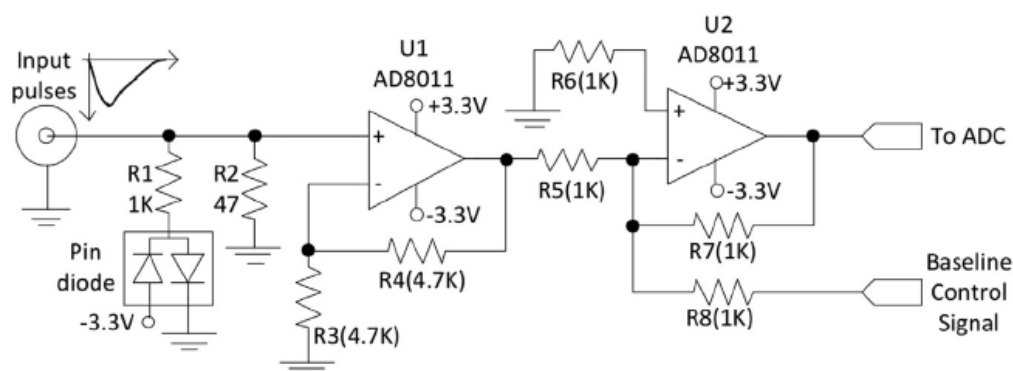 Input
pulses
R1
1K
R2
47
Pin
diode
-3.3V
U1
AD8011
+3.3V
+
-
-3.3V
R4(4.7K)
R3(4.7K)
R5(1K)
R6(1K)
U2
AD8011
+3.3V
+
-
-3.3V
R7(1K)
R8(1K)
To ADC
Baseline
Control
Signal